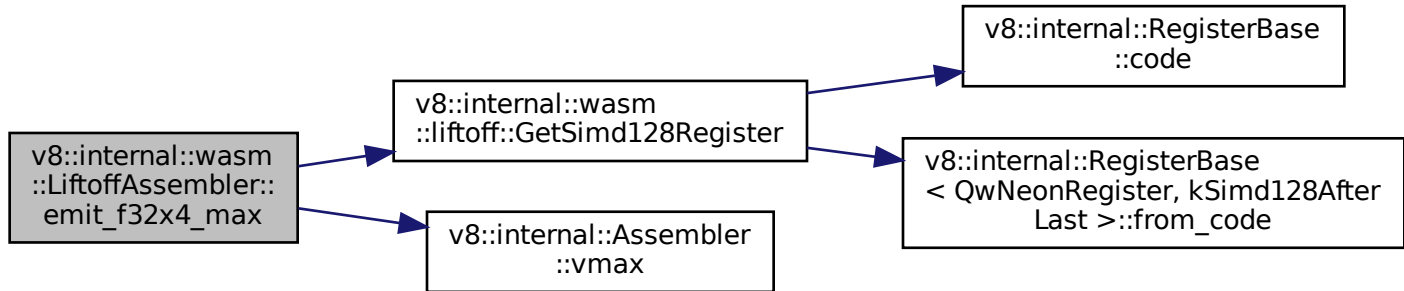 v8::internal::wasm
::LiftoffAssembler::
emit_f32x4_max
v8::internal::wasm
::liftoff::GetSimd128Register
v8::internal::Assembler
::vmax
v8::internal::RegisterBase
::code
v8::internal::RegisterBase
< QwNeonRegister, kSimd128After
Last >::from_code